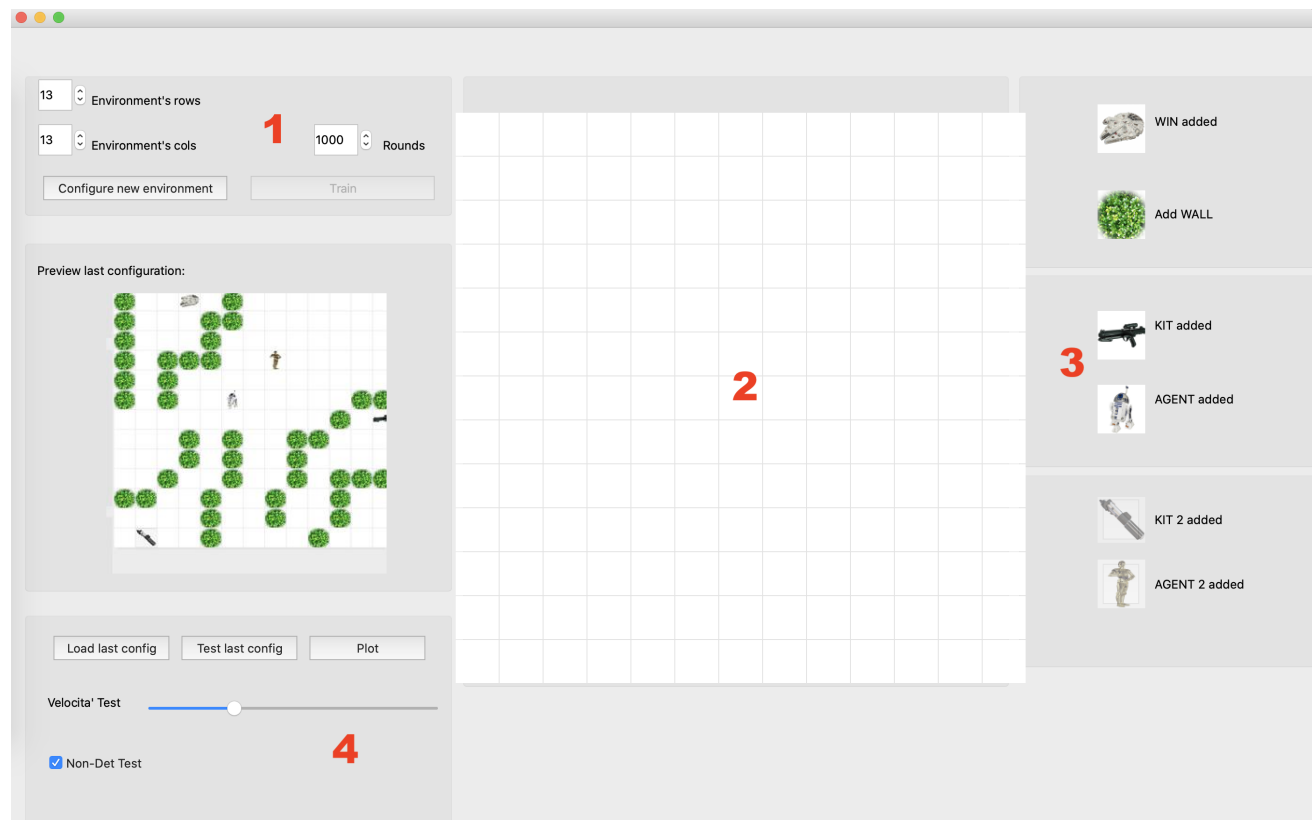 13 Environment's rows
1
13 Environment's cols
1000 Rounds
Configure new environment
Train
Preview last configuration:
Load last config
Test last config
Plot
Velocita' Test
4
Non-Det Test
2
WIN added
Add WALL
KIT added
3
AGENT added
KIT 2 added
AGENT 2 added